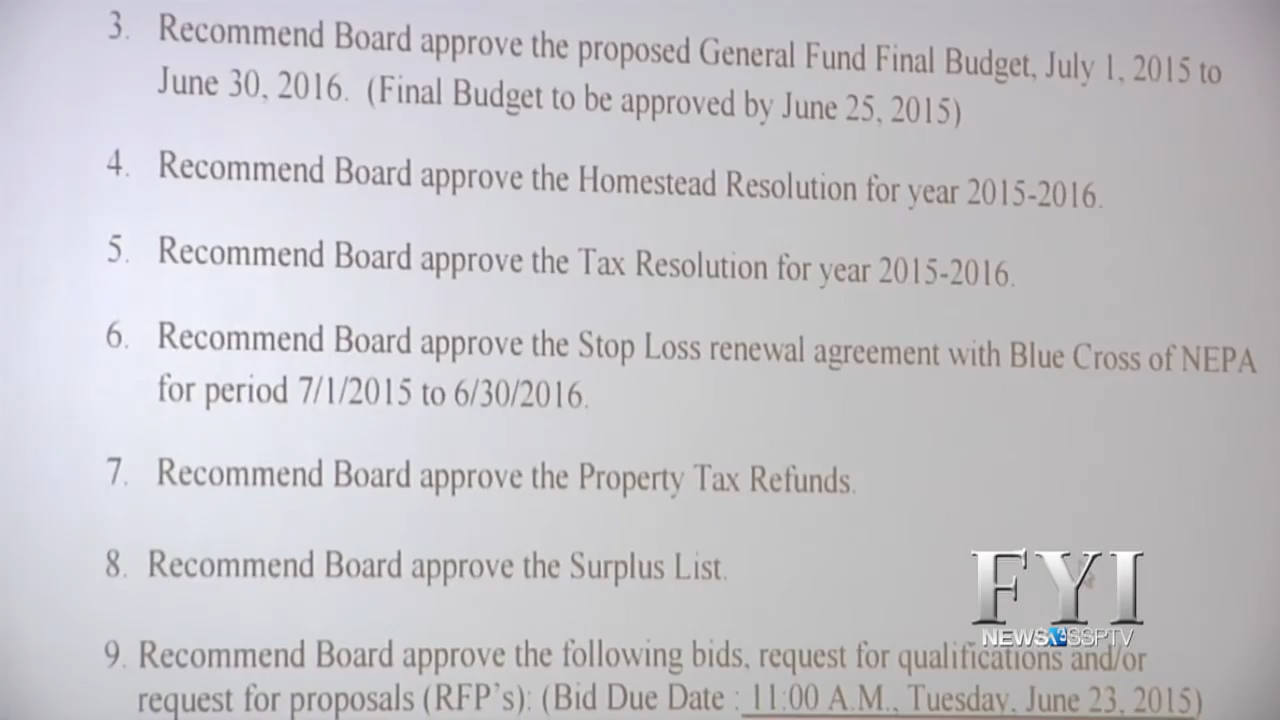 3. Recommend Board approve the proposed General Fund Final Budget, July 1, 2015 to
June 30, 2016. (Final Budget to be approved by June 25, 2015)
4. Recommend Board approve the Homestead Resolution for year 2015-2016.
5. Recommend Board approve the Tax Resolution for year 2015-2016.
6. Recommend Board approve the Stop Loss renewal agreement with Blue Cross of NEPA
for period 7/1/2015 to 6/30/2016.
7. Recommend Board approve the Property Tax Refunds.
8. Recommend Board approve the Surplus List.
FYI
NEWS 13 SSPTV
9. Recommend Board approve the following bids, request for qualifications and/or
request for proposals (RFP's): (Bid Due Date : 11:00 A.M., Tuesday, June 23, 2015)